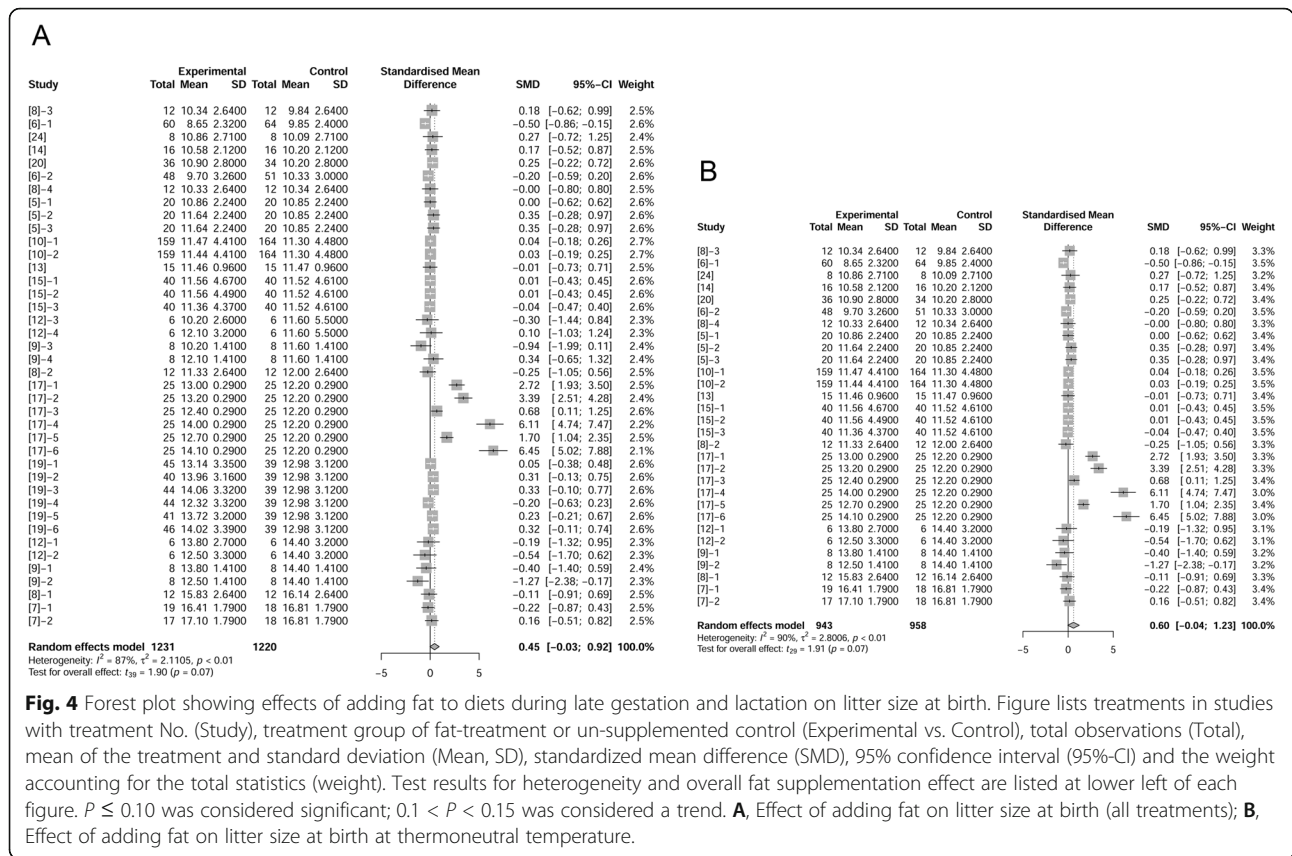 A
Experimental Control Standardised Mean
Study Total Mean SD Total Mean SD Difference SMD 95%-CI Weight
[8]-3 12 10.34 2.6400 12 9.84 2.6400 0.18 [-0.62; 0.99] 2.5%
[6]-1 60 8.65 2.3200 64 9.85 2.4000 -0.50 [-0.86; -0.15] 2.6%
[24] 8 10.86 2.7100 8 10.09 2.7100 0.27 [-0.72; 1.25] 2.4%
[14] 16 10.58 2.1200 16 10.20 2.1200 0.17 [-0.52; 0.87] 2.5%
[20] 36 10.90 2.8000 34 10.20 2.8000 0.25 [-0.22; 0.72] 2.6%
[6]-2 48 9.70 3.2600 51 10.33 3.0000 -0.20 [-0.59; 0.20] 2.6%
[8]-4 12 10.33 2.6400 12 10.34 2.6400 -0.00 [-0.80; 0.80] 2.5%
[5]-1 20 10.86 2.2400 20 10.85 2.2400 0.00 [-0.62; 0.62] 2.5%
[5]-2 20 11.64 2.2400 20 10.85 2.2400 0.35 [-0.28; 0.97] 2.5%
[5]-3 20 11.64 2.2400 20 10.85 2.2400 0.35 [-0.28; 0.97] 2.5%
[10]-1 159 11.47 4.4100 164 11.30 4.4800 0.04 [-0.18; 0.26] 2.7%
[10]-2 159 11.44 4.4100 164 11.30 4.4800 0.03 [-0.19; 0.25] 2.7%
[13] 15 11.46 0.9600 15 11.47 0.9600 -0.01 [-0.73; 0.71] 2.5%
[15]-1 40 11.56 4.6700 40 11.52 4.6100 0.01 [-0.43; 0.45] 2.6%
[15]-2 40 11.56 4.4900 40 11.52 4.6100 0.01 [-0.43; 0.45] 2.6%
[15]-3 40 11.36 4.3700 40 11.52 4.6100 -0.04 [-0.47; 0.40] 2.6%
[12]-3 6 10.20 2.6000 6 11.60 5.5000 -0.30 [-1.44; 0.84] 2.3%
[12]-4 6 12.10 3.2000 6 11.60 5.5000 0.10 [-1.03; 1.24] 2.3%
[9]-3 8 10.20 1.4100 8 11.60 1.4100 -0.94 [-1.99; 0.11] 2.4%
[9]-4 8 12.10 1.4100 8 11.60 1.4100 0.34 [-0.65; 1.32] 2.4%
[8]-2 12 11.33 2.6400 12 12.00 2.6400 -0.25 [-1.05; 0.56] 2.5%
[17]-1 25 13.00 0.2900 25 12.20 0.2900 2.72 [ 1.93; 3.50] 2.5%
[17]-2 25 13.20 0.2900 25 12.20 0.2900 3.39 [ 2.51; 4.28] 2.4%
[17]-3 25 12.40 0.2900 25 12.20 0.2900 0.68 [ 0.11; 1.25] 2.6%
[17]-4 25 14.00 0.2900 25 12.20 0.2900 6.11 [ 4.74; 7.47] 2.2%
[17]-5 25 12.70 0.2900 25 12.20 0.2900 1.70 [ 1.04; 2.35] 2.5%
[17]-6 25 14.10 0.2900 25 12.20 0.2900 6.45 [ 5.02; 7.88] 2.1%
[19]-1 45 13.14 3.3500 39 12.98 3.1200 0.05 [-0.38; 0.48] 2.6%
[19]-2 40 13.96 3.1600 39 12.98 3.1200 0.31 [-0.13; 0.75] 2.6%
[19]-3 44 14.06 3.3200 39 12.98 3.1200 0.33 [-0.10; 0.77] 2.6%
[19]-4 44 12.32 3.3200 39 12.98 3.1200 -0.20 [-0.63; 0.23] 2.6%
[19]-5 41 13.72 3.2000 39 12.98 3.1200 0.23 [-0.21; 0.67] 2.6%
[19]-6 46 14.02 3.3900 39 12.98 3.1200 0.32 [-0.11; 0.74] 2.6%
[12]-1 6 13.80 2.7000 6 14.40 3.2000 -0.19 [-1.32; 0.95] 2.3%
[12]-2 6 12.50 3.3000 6 14.40 3.2000 -0.54 [-1.70; 0.62] 2.3%
[9]-1 8 13.80 1.4100 8 14.40 1.4100 -0.40 [-1.40; 0.59] 2.4%
[9]-2 8 12.50 1.4100 8 14.40 1.4100 -1.27 [-2.38; -0.17] 2.3%
[8]-1 12 15.83 2.6400 12 16.14 2.6400 -0.11 [-0.91; 0.69] 2.5%
[7]-1 19 16.41 1.7900 18 16.81 1.7900 -0.22 [-0.87; 0.43] 2.5%
[7]-2 17 17.10 1.7900 18 16.81 1.7900 0.16 [-0.51; 0.82] 2.5%
Random effects model 1231 1220 0.45 [-0.03; 0.92] 100.0%
Heterogeneity: I² = 87%, τ² = 2.1105, p < 0.01
Test for overall effect: t39 = 1.90 (p = 0.07)
-5 0 5
B
Experimental Control Standardised Mean
Study Total Mean SD Total Mean SD Difference SMD 95%-CI Weight
[8]-3 12 10.34 2.6400 12 9.84 2.6400 0.18 [-0.62; 0.99] 3.3%
[6]-1 60 8.65 2.3200 64 9.85 2.4000 -0.50 [-0.86; -0.15] 3.5%
[24] 8 10.86 2.7100 8 10.09 2.7100 0.27 [-0.72; 1.25] 3.2%
[14] 16 10.58 2.1200 16 10.20 2.1200 0.17 [-0.52; 0.87] 3.4%
[20] 36 10.90 2.8000 34 10.20 2.8000 0.25 [-0.22; 0.72] 3.4%
[6]-2 48 9.70 3.2600 51 10.33 3.0000 -0.20 [-0.59; 0.20] 3.5%
[8]-4 12 10.33 2.6400 12 10.34 2.6400 -0.00 [-0.80; 0.80] 3.3%
[5]-1 20 10.86 2.2400 20 10.85 2.2400 0.00 [-0.62; 0.62] 3.4%
[5]-2 20 11.64 2.2400 20 10.85 2.2400 0.35 [-0.28; 0.97] 3.4%
[5]-3 20 11.64 2.2400 20 10.85 2.2400 0.35 [-0.28; 0.97] 3.4%
[10]-1 159 11.47 4.4100 164 11.30 4.4800 0.04 [-0.18; 0.26] 3.5%
[10]-2 159 11.44 4.4100 164 11.30 4.4800 0.03 [-0.19; 0.25] 3.5%
[13] 15 11.46 0.9600 15 11.47 0.9600 -0.01 [-0.73; 0.71] 3.4%
[15]-1 40 11.56 4.6700 40 11.52 4.6100 0.01 [-0.43; 0.45] 3.5%
[15]-2 40 11.56 4.4900 40 11.52 4.6100 0.01 [-0.43; 0.45] 3.5%
[15]-3 40 11.36 4.3700 40 11.52 4.6100 -0.04 [-0.47; 0.40] 3.5%
[8]-2 12 11.33 2.6400 12 12.00 2.6400 -0.25 [-1.05; 0.56] 3.3%
[17]-1 25 13.00 0.2900 25 12.20 0.2900 2.72 [ 1.93; 3.50] 3.3%
[17]-2 25 13.20 0.2900 25 12.20 0.2900 3.39 [ 2.51; 4.28] 3.3%
[17]-3 25 12.40 0.2900 25 12.20 0.2900 0.68 [ 0.11; 1.25] 3.4%
[17]-4 25 14.00 0.2900 25 12.20 0.2900 6.11 [ 4.74; 7.47] 3.0%
[17]-5 25 12.70 0.2900 25 12.20 0.2900 1.70 [ 1.04; 2.35] 3.4%
[17]-6 25 14.10 0.2900 25 12.20 0.2900 6.45 [ 5.02; 7.88] 2.9%
[12]-1 6 13.80 2.7000 6 14.40 3.2000 -0.19 [-1.32; 0.95] 3.1%
[12]-2 6 12.50 3.3000 6 14.40 3.2000 -0.54 [-1.70; 0.62] 3.1%
[9]-1 8 13.80 1.4100 8 14.40 1.4100 -0.40 [-1.40; 0.59] 3.2%
[9]-2 8 12.50 1.4100 8 14.40 1.4100 -1.27 [-2.38; -0.17] 3.2%
[8]-1 12 15.83 2.6400 12 16.14 2.6400 -0.11 [-0.91; 0.69] 3.3%
[7]-1 19 16.41 1.7900 18 16.81 1.7900 -0.22 [-0.87; 0.43] 3.4%
[7]-2 17 17.10 1.7900 18 16.81 1.7900 0.16 [-0.51; 0.82] 3.4%
Random effects model 943 958 0.60 [-0.04; 1.23] 100.0%
Heterogeneity: I² = 90%, τ² = 2.8006, p < 0.01
Test for overall effect: t29 = 1.91 (p = 0.07)
-5 0 5
Fig. 4 Forest plot showing effects of adding fat to diets during late gestation and lactation on litter size at birth. Figure lists treatments in studies
with treatment No. (Study), treatment group of fat-treatment or un-supplemented control (Experimental vs. Control), total observations (Total),
mean of the treatment and standard deviation (Mean, SD), standardized mean difference (SMD), 95% confidence interval (95%-CI) and the weight
accounting for the total statistics (weight). Test results for heterogeneity and overall fat supplementation effect are listed at lower left of each
figure. P ≤ 0.10 was considered significant; 0.1 < P < 0.15 was considered a trend. A, Effect of adding fat on litter size at birth (all treatments); B,
Effect of adding fat on litter size at birth at thermoneutral temperature.